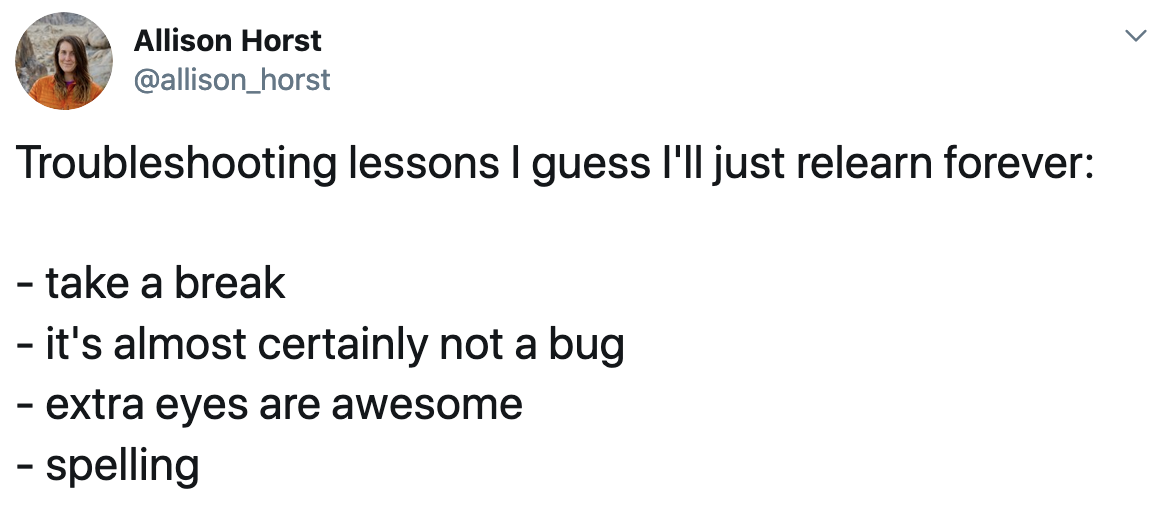 Allison Horst
@allison_horst
Troubleshooting lessons I guess I'll just relearn forever:
- take a break
- it's almost certainly not a bug
- extra eyes are awesome
- spelling